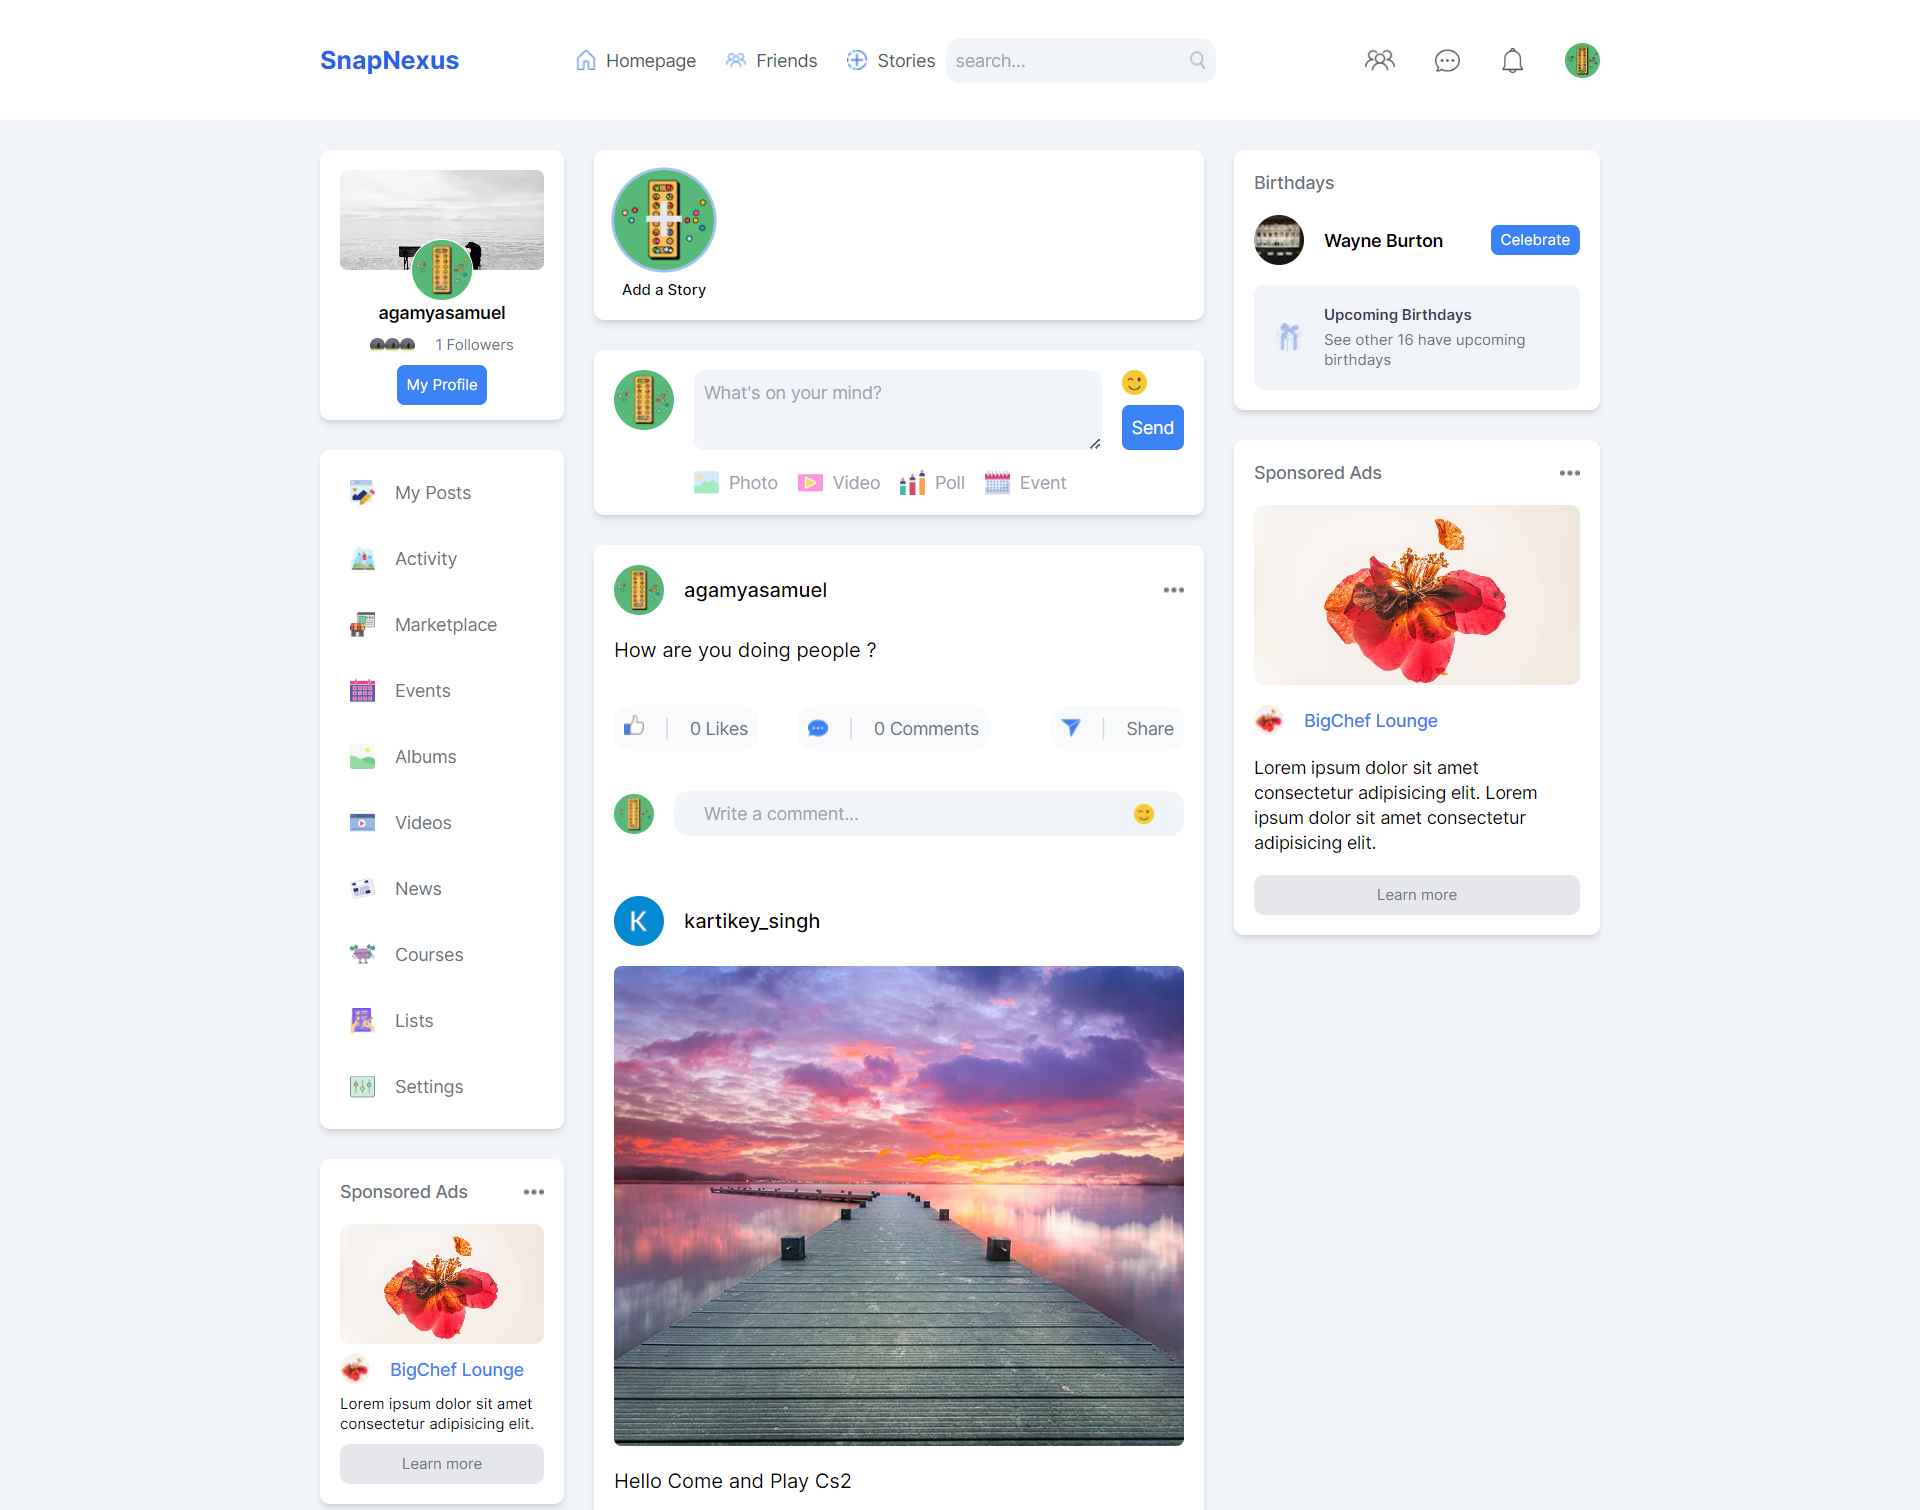 SnapNexus
Homepage
Friends
Stories
search...
agamyasamuel
1 Followers
My Profile
My Posts
Activity
Marketplace
Events
Albums
Videos
News
Courses
Lists
Settings
Sponsored Ads
BigChef Lounge
Lorem ipsum dolor sit amet
consectetur adipisicing elit.
Learn more
Add a Story
What's on your mind?
Send
Photo
Video
Poll
Event
agamyasamuel
How are you doing people ?
0 Likes
0 Comments
Share
Write a comment...
K
kartikey_singh
Hello Come and Play Cs2
Birthdays
Wayne Burton
Celebrate
Upcoming Birthdays
See other 16 have upcoming
birthdays
Sponsored Ads
BigChef Lounge
Lorem ipsum dolor sit amet
consectetur adipisicing elit. Lorem
ipsum dolor sit amet consectetur
adipisicing elit.
Learn more